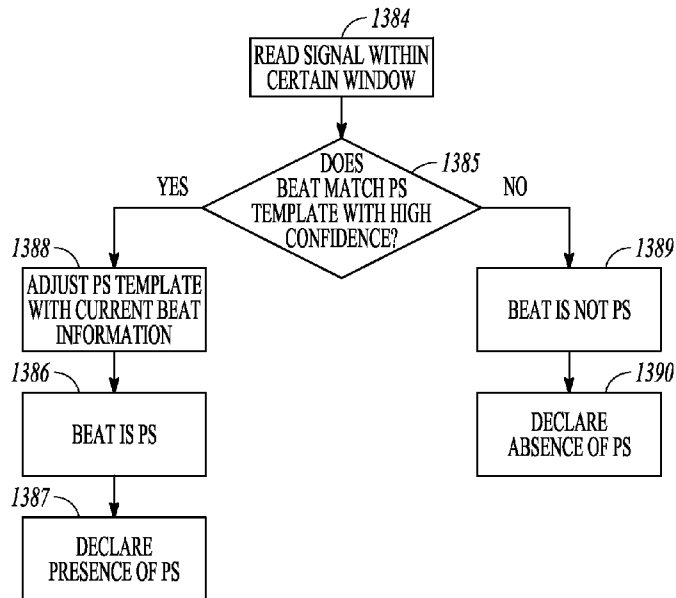 1384
READ SIGNAL WITHIN
CERTAIN WINDOW
1385
DOES
BEAT MATCH PS
TEMPLATE WITH HIGH
CONFIDENCE?
YES
NO
1388
ADJUST PS TEMPLATE
WITH CURRENT BEAT
INFORMATION
1386
BEAT IS PS
1387
DECLARE
PRESENCE OF PS
1389
BEAT IS NOT PS
1390
DECLARE
ABSENCE OF PS